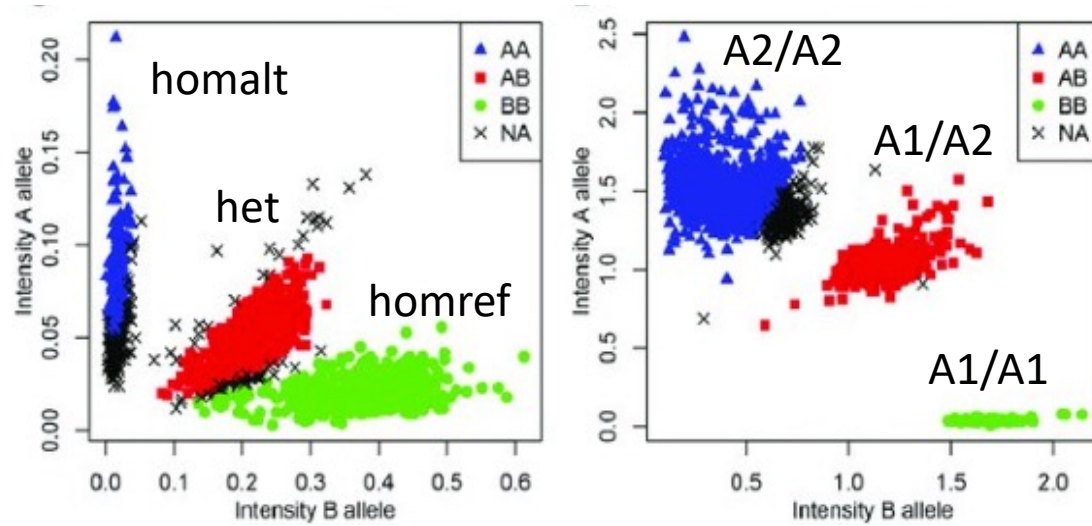 homalt
het
homref
AA
AB
BB
NA
Intensity A allele
0.20
0.15
0.10
0.05
0.00
0.0 0.1 0.2 0.3 0.4 0.5 0.6
Intensity B allele
A2/A2
A1/A2
A1/A1
AA
AB
BB
NA
Intensity A allele
2.5
2.0
1.5
1.0
0.5
0.0
0.5 1.0 1.5 2.0
Intensity B allele